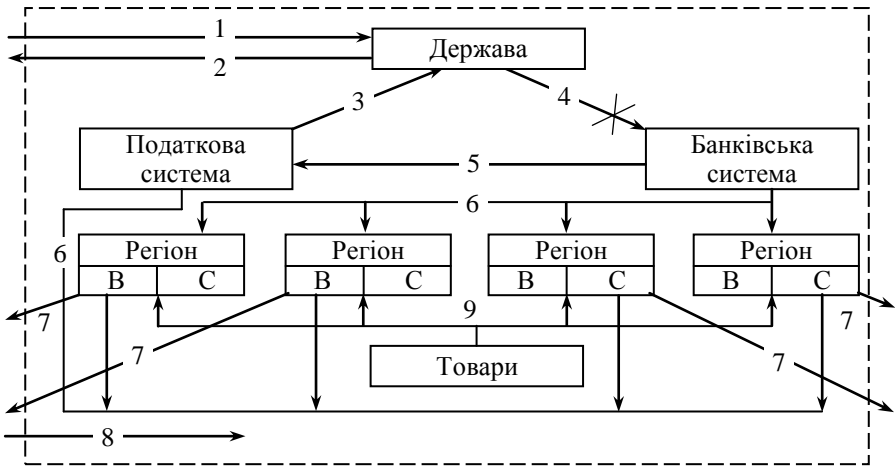 1
Держава
2
3
4
Податкова
система
5
Банківська
система
6
6
Регіон
Регіон
Регіон
Регіон
В
С
В
С
В
С
В
С
7
9
7
7
7
Товари
8